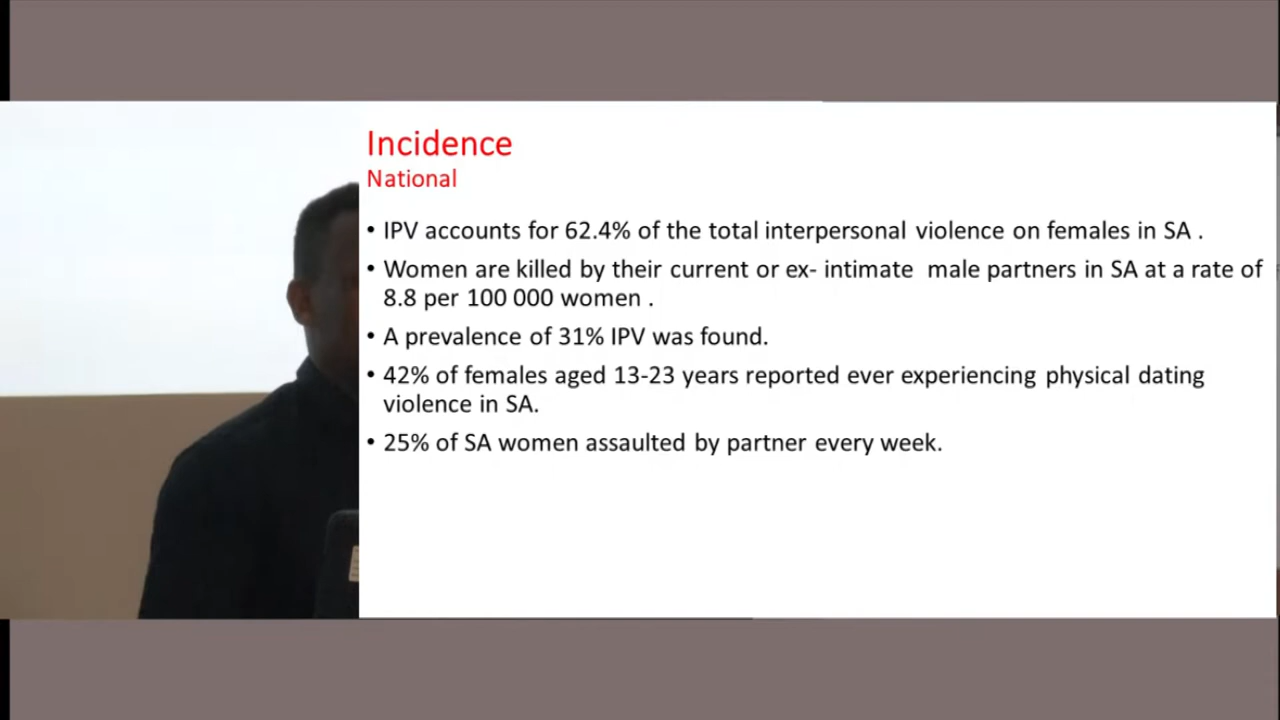 Incidence
National
• IPV accounts for 62.4% of the total interpersonal violence on females in SA .
• Women are killed by their current or ex- intimate male partners in SA at a rate of
8.8 per 100 000 women .
• A prevalence of 31% IPV was found.
• 42% of females aged 13-23 years reported ever experiencing physical dating
violence in SA.
• 25% of SA women assaulted by partner every week.